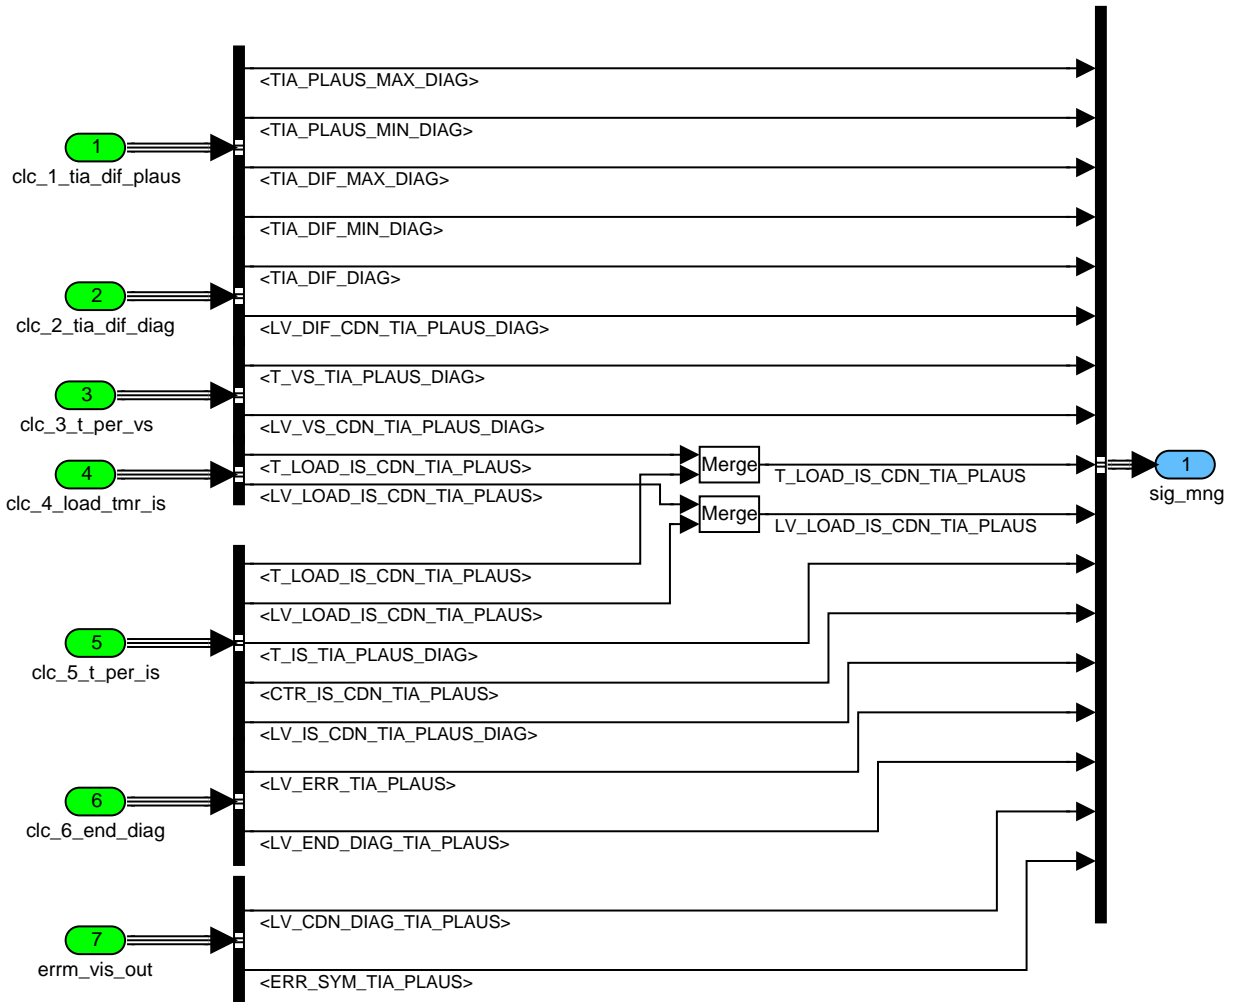 <TIA_PLAUS_MAX_DIAG>
<TIA_PLAUS_MIN_DIAG>
1
clc_1_tia_dif_plaus
<TIA_DIF_MAX_DIAG>
<TIA_DIF_MIN_DIAG>
<TIA_DIF_DIAG>
2
clc_2_tia_dif_diag
<LV_DIF_CDN_TIA_PLAUS_DIAG>
<T_VS_TIA_PLAUS_DIAG>
3
clc_3_t_per_vs
<LV_VS_CDN_TIA_PLAUS_DIAG>
<T_LOAD_IS_CDN_TIA_PLAUS>
Merge
T_LOAD_IS_CDN_TIA_PLAUS
1
sig_mng
4
clc_4_load_tmr_is
<LV_LOAD_IS_CDN_TIA_PLAUS>
Merge
LV_LOAD_IS_CDN_TIA_PLAUS
<T_LOAD_IS_CDN_TIA_PLAUS>
<LV_LOAD_IS_CDN_TIA_PLAUS>
5
clc_5_t_per_is
<T_IS_TIA_PLAUS_DIAG>
<CTR_IS_CDN_TIA_PLAUS>
<LV_IS_CDN_TIA_PLAUS_DIAG>
<LV_ERR_TIA_PLAUS>
6
clc_6_end_diag
<LV_END_DIAG_TIA_PLAUS>
<LV_CDN_DIAG_TIA_PLAUS>
7
errm_vis_out
<ERR_SYM_TIA_PLAUS>